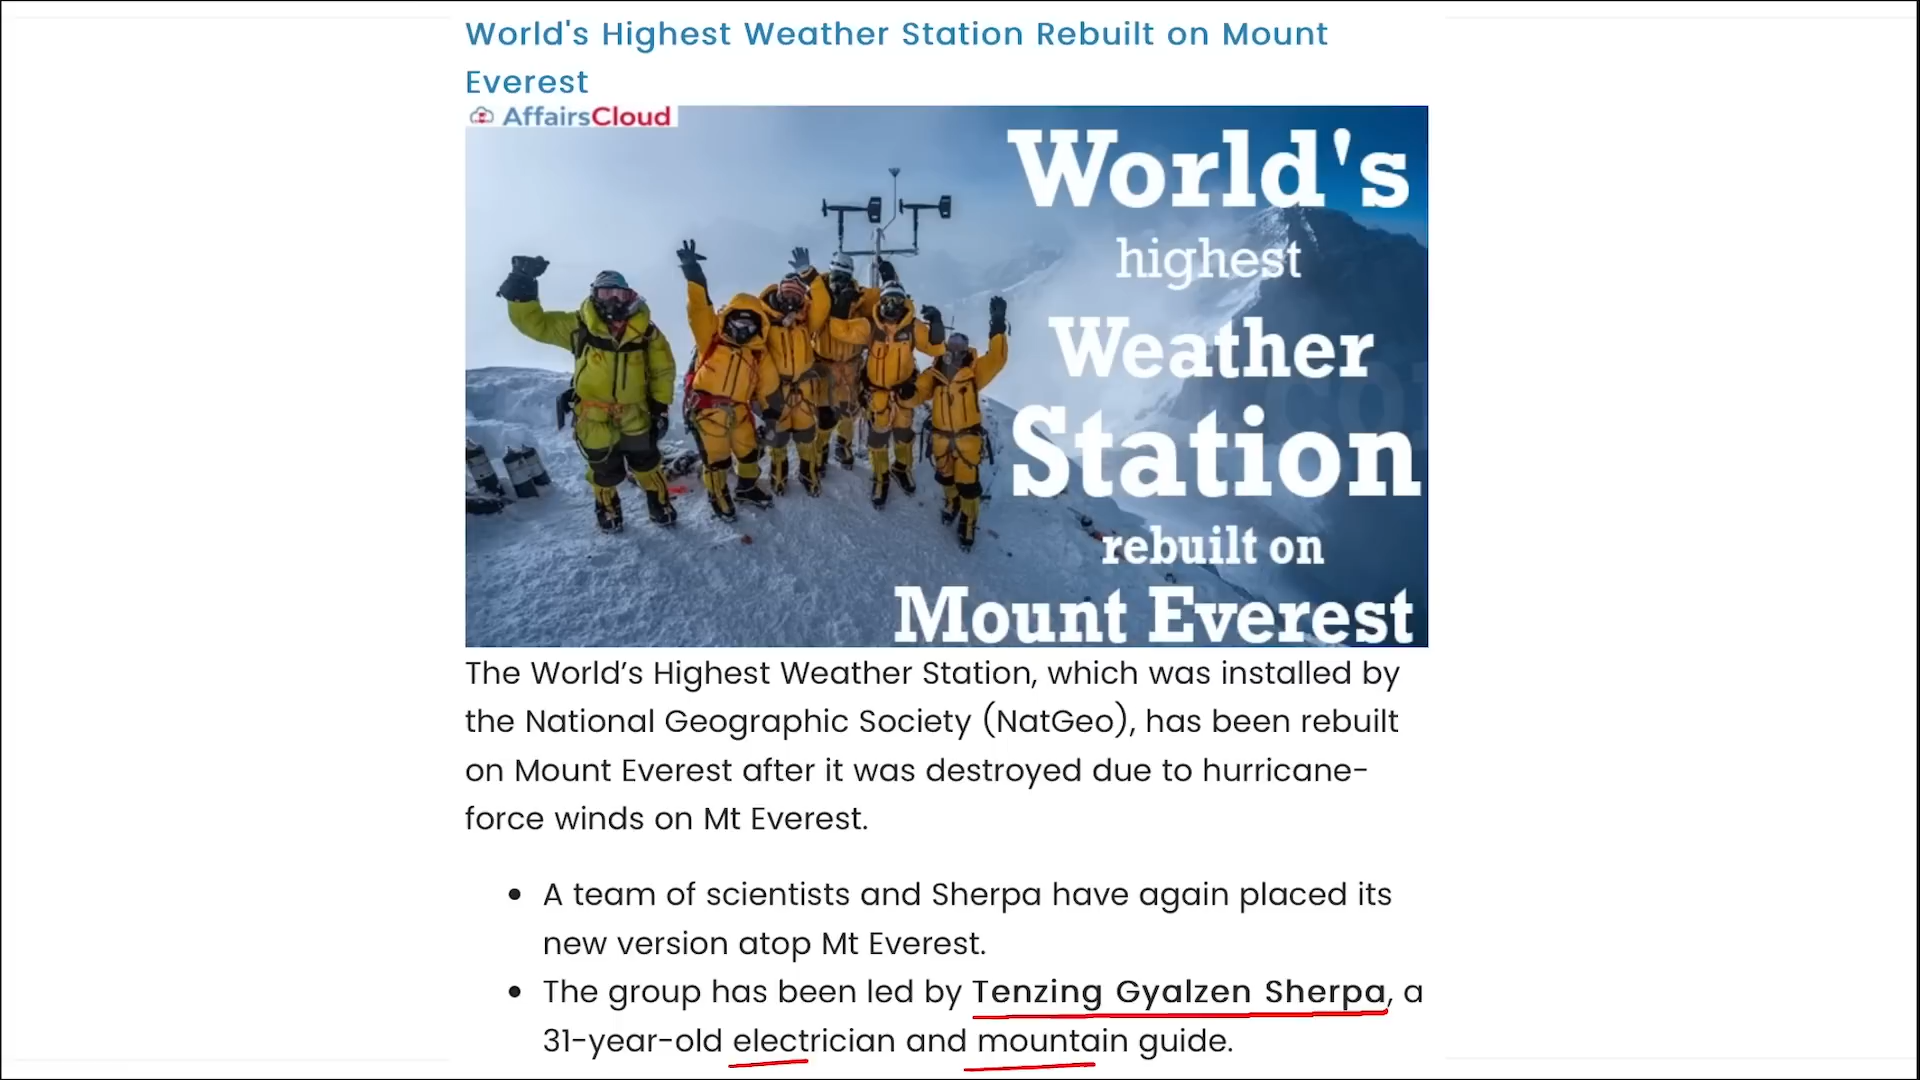 World's Highest Weather Station Rebuilt on Mount
Everest
AffairsCloud
World's
highest
Weather
Station
rebuilt on
Mount Everest
The World’s Highest Weather Station, which was installed by
the National Geographic Society (NatGeo), has been rebuilt
on Mount Everest after it was destroyed due to hurricane-
force winds on Mt Everest.
• A team of scientists and Sherpa have again placed its
new version atop Mt Everest.
• The group has been led by Tenzing Gyalzen Sherpa, a
31-year-old electrician and mountain guide.